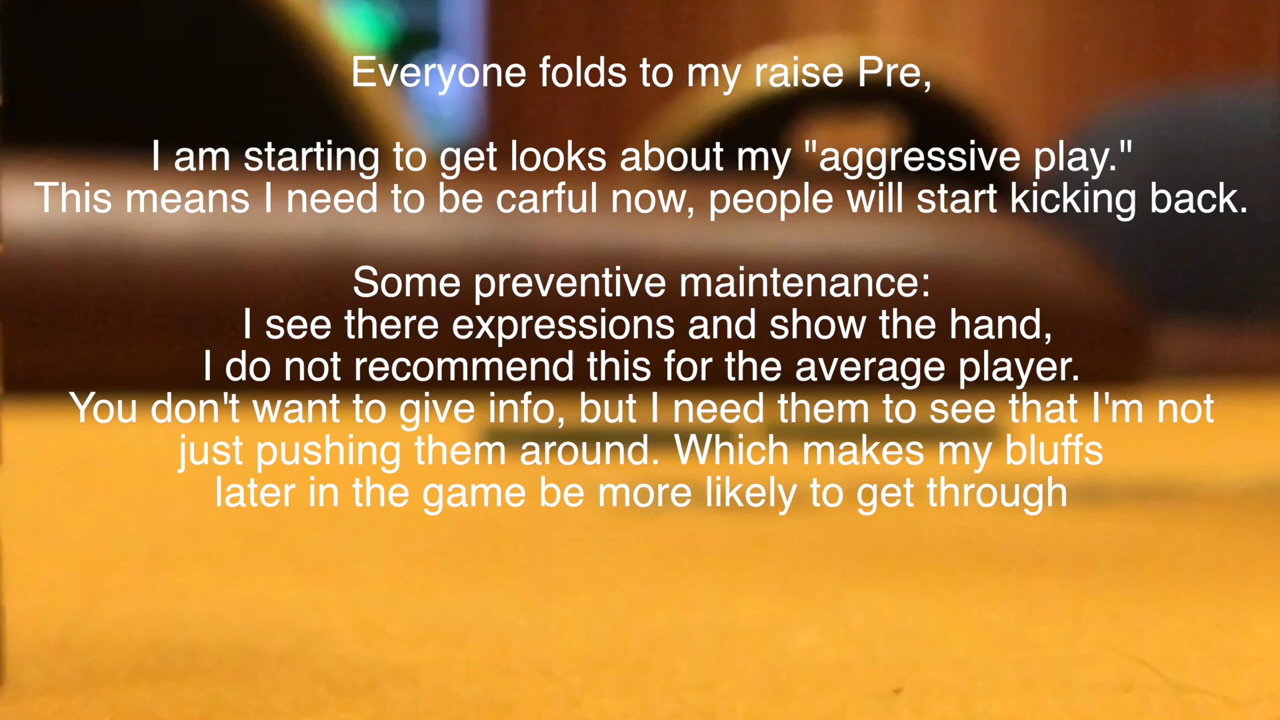 Everyone folds to my raise Pre,
I am starting to get looks about my "aggressive play."
This means I need to be carful now, people will start kicking back.
Some preventive maintenance:
I see there expressions and show the hand,
I do not recommend this for the average player.
You don't want to give info, but I need them to see that I'm not
just pushing them around. Which makes my bluffs
later in the game be more likely to get through